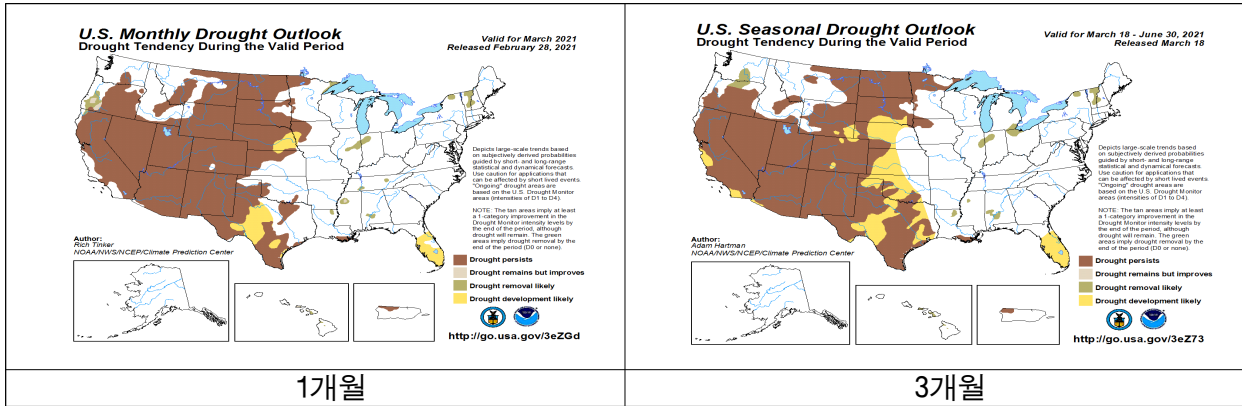 U.S. Monthly Drought Outlook
Drought Tendency During the Valid Period
Valid for March 2021
Released February 28, 2021
Depicts large-scale trends based
on subjectively derived probabilities
guided by short- and long-range
statistical and dynamical forecasts.
Use caution for applications that
can be affected by short lived events.
"Ongoing" drought areas are
based on the U.S. Drought Monitor
areas (intensities of D1 to D4).
NOTE: The tan areas imply at least
a 1-category improvement in the
Drought Monitor intensity levels by
the end of the period, although
drought will remain. The green
areas imply drought removal by the
end of the period (D0 or none).
Author:
Rich Tinker
NOAA/NWS/NCEP/Climate Prediction Center
Drought persists
Drought remains but improves
Drought removal likely
Drought development likely
http://go.usa.gov/3eZGd
1개월
U.S. Seasonal Drought Outlook
Drought Tendency During the Valid Period
Valid for March 18 - June 30, 2021
Released March 18
Depicts large-scale trends based
on subjectively derived probabilities
guided by short- and long-range
statistical and dynamical forecasts.
Use caution for applications that
can be affected by short lived events.
"Ongoing" drought areas are
based on the U.S. Drought Monitor
areas (intensities of D1 to D4).
NOTE: The tan areas imply at least
a 1-category improvement in the
Drought Monitor intensity levels by
the end of the period, although
drought will remain. The green
areas imply drought removal by the
end of the period (D0 or none).
Author:
Adam Hartman
NOAA/NWS/NCEP/Climate Prediction Center
Drought persists
Drought remains but improves
Drought removal likely
Drought development likely
http://go.usa.gov/3eZ73
3개월